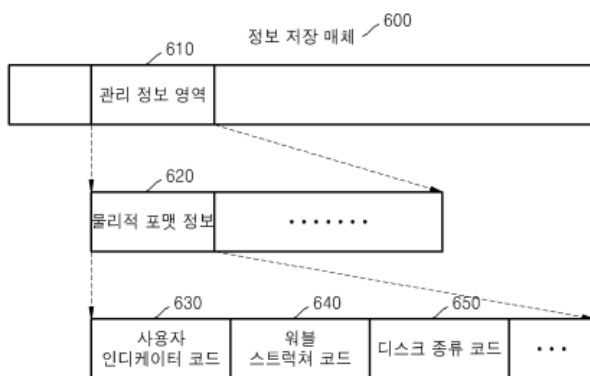 정보 저장 매체 600
610
관리 정보 영역
620
물리적 포맷 정보 ·······
630 640 650
사용자 워블 디스크 종류 코드 ···
인디케이터 코드 스트럭쳐 코드